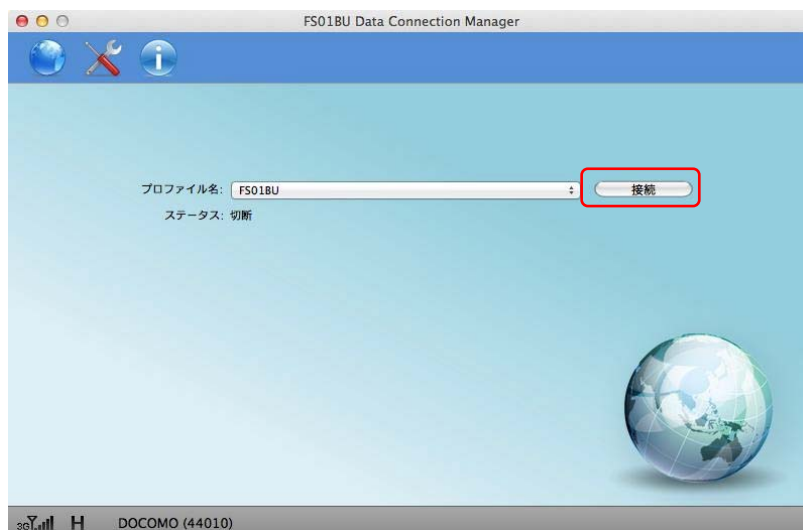 FS01BU Data Connection Manager
プロファイル名: FS01BU 接続
ステータス: 切断
3G H DOCOMO (44010)